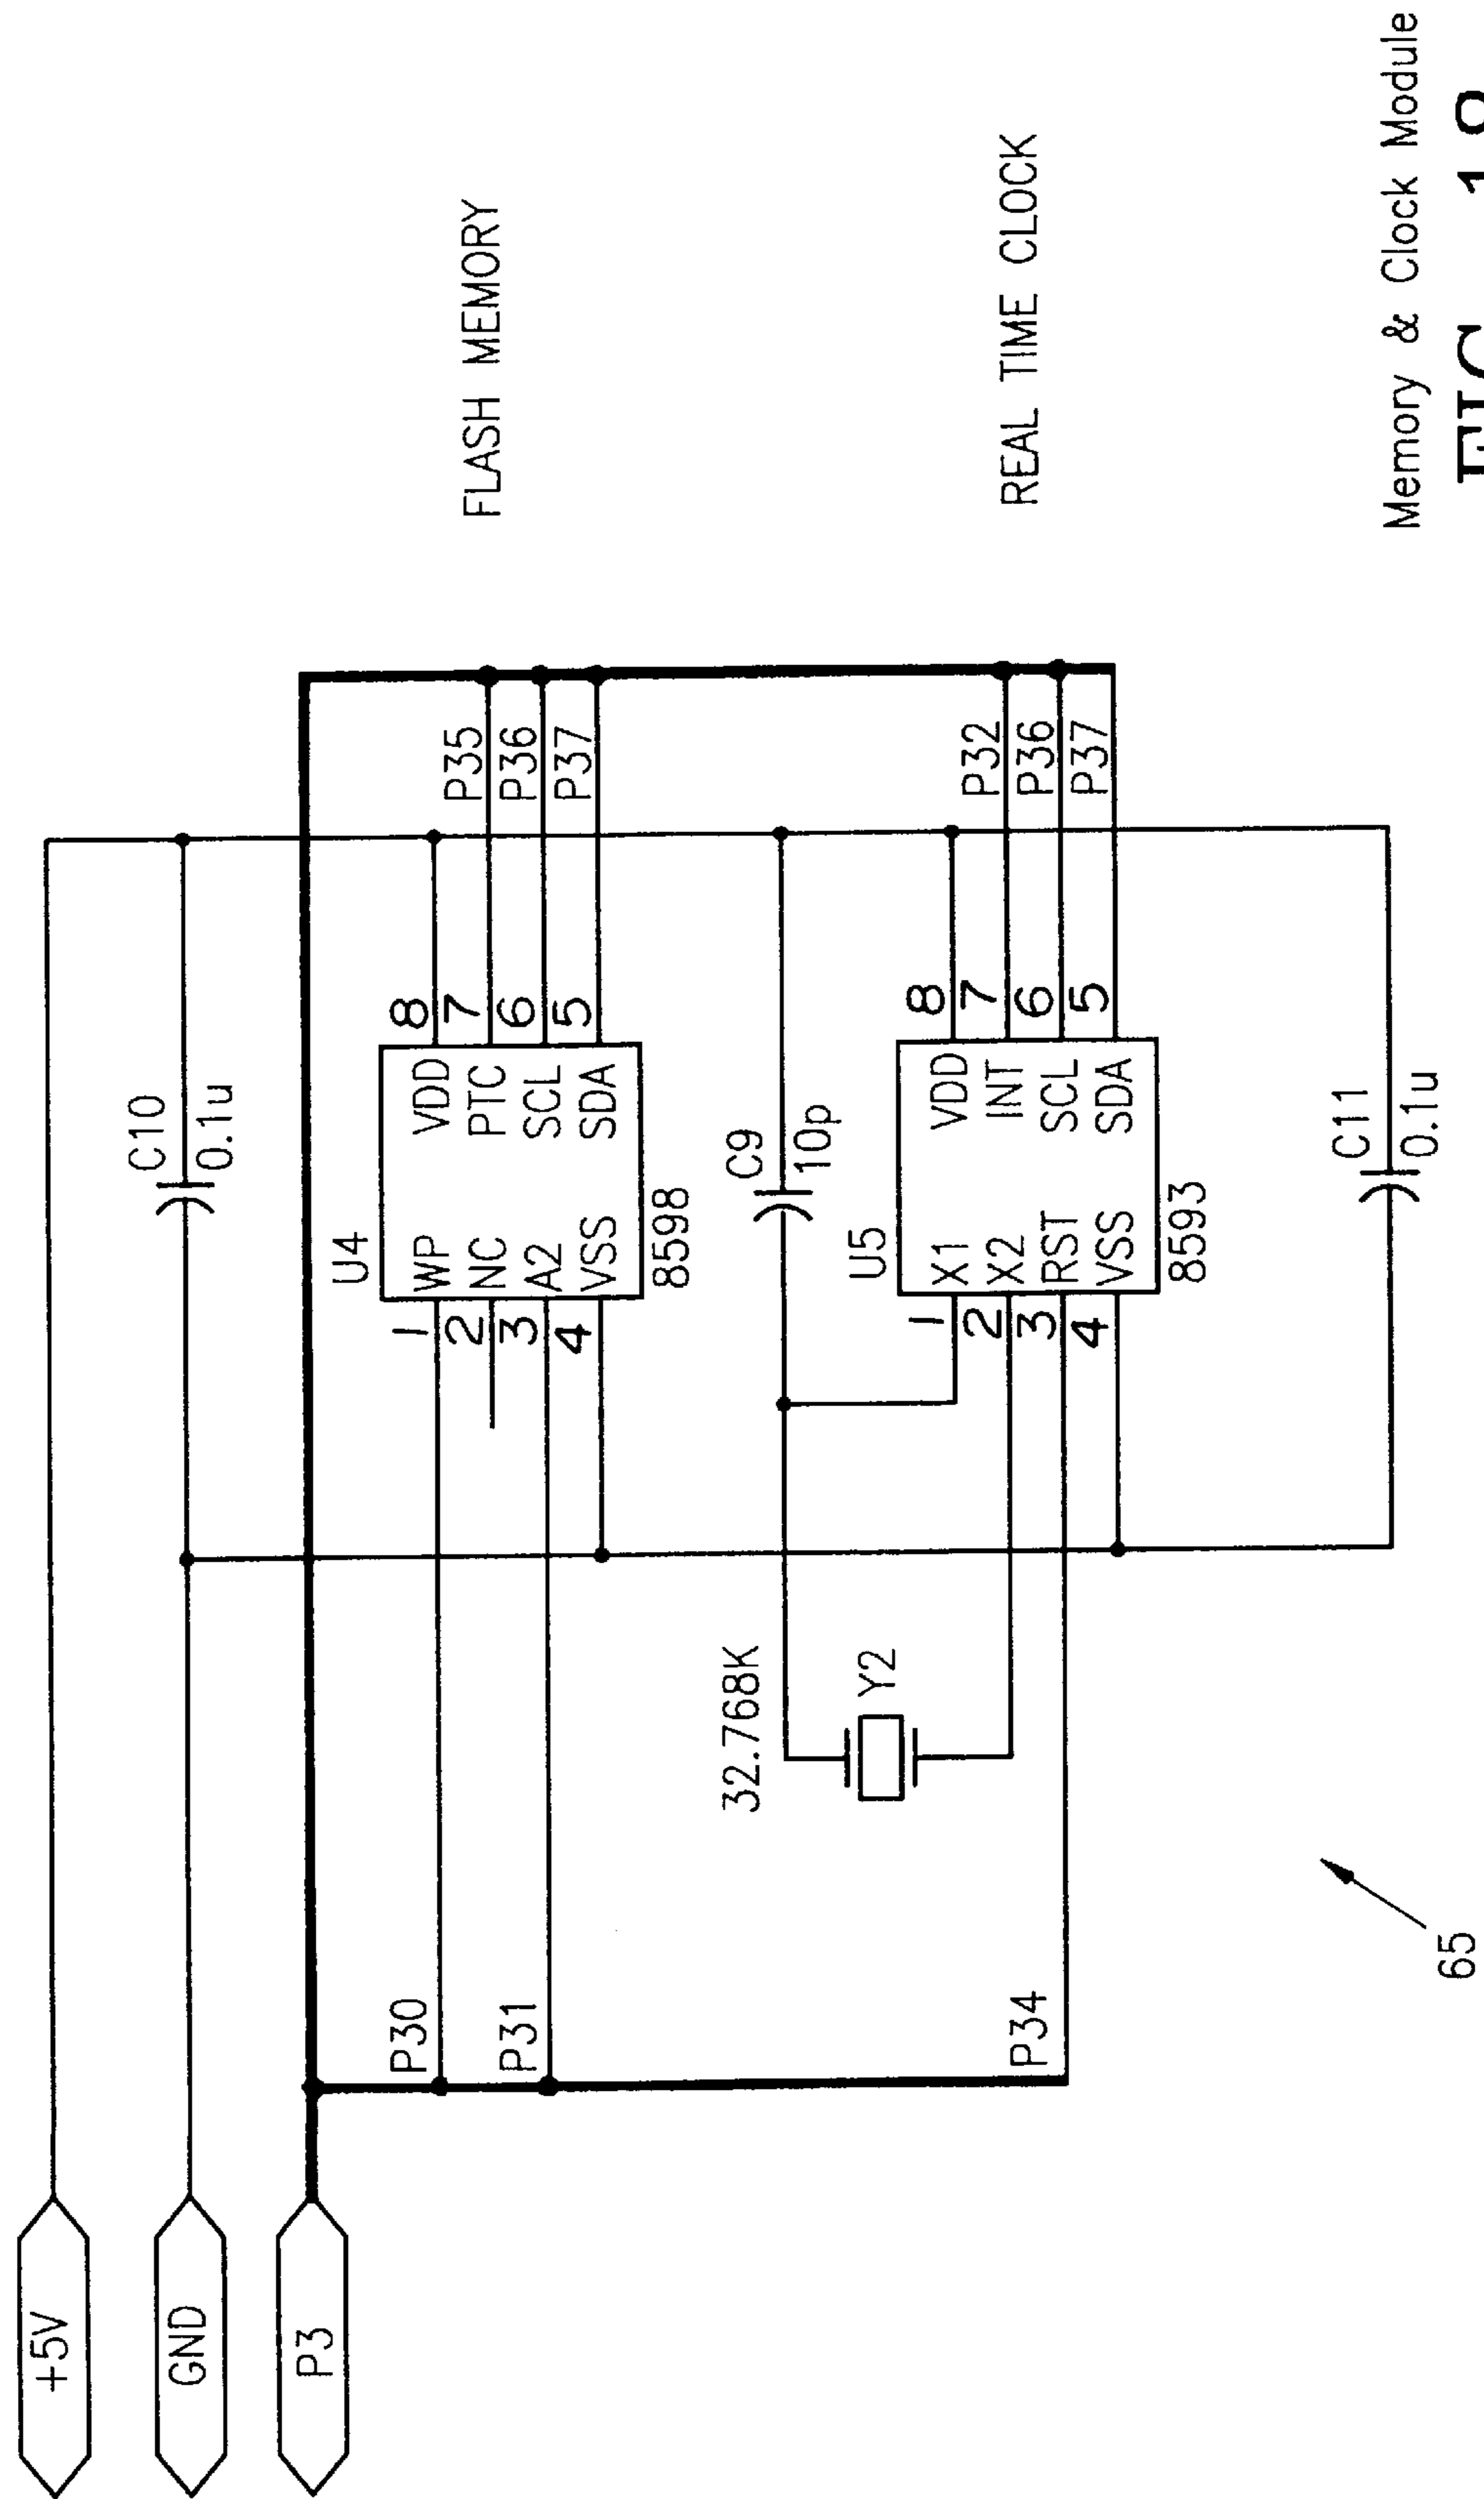 +5V
C10
0.1u
GND
P3
U4
P30
1
WP
VDD
8
P35
2
NC
PTC
7
P36
P31
3
A2
SCL
6
P37
4
VSS
SDA
5
8598
FLASH MEMORY
32.768K
C9
10p
Y2
U5
1
X1
VDD
8
P32
2
X2
INT
7
P36
P34
3
RST
SCL
6
P37
4
VSS
SDA
5
8593
REAL TIME CLOCK
C11
0.1u
65
Memory & Clock Module